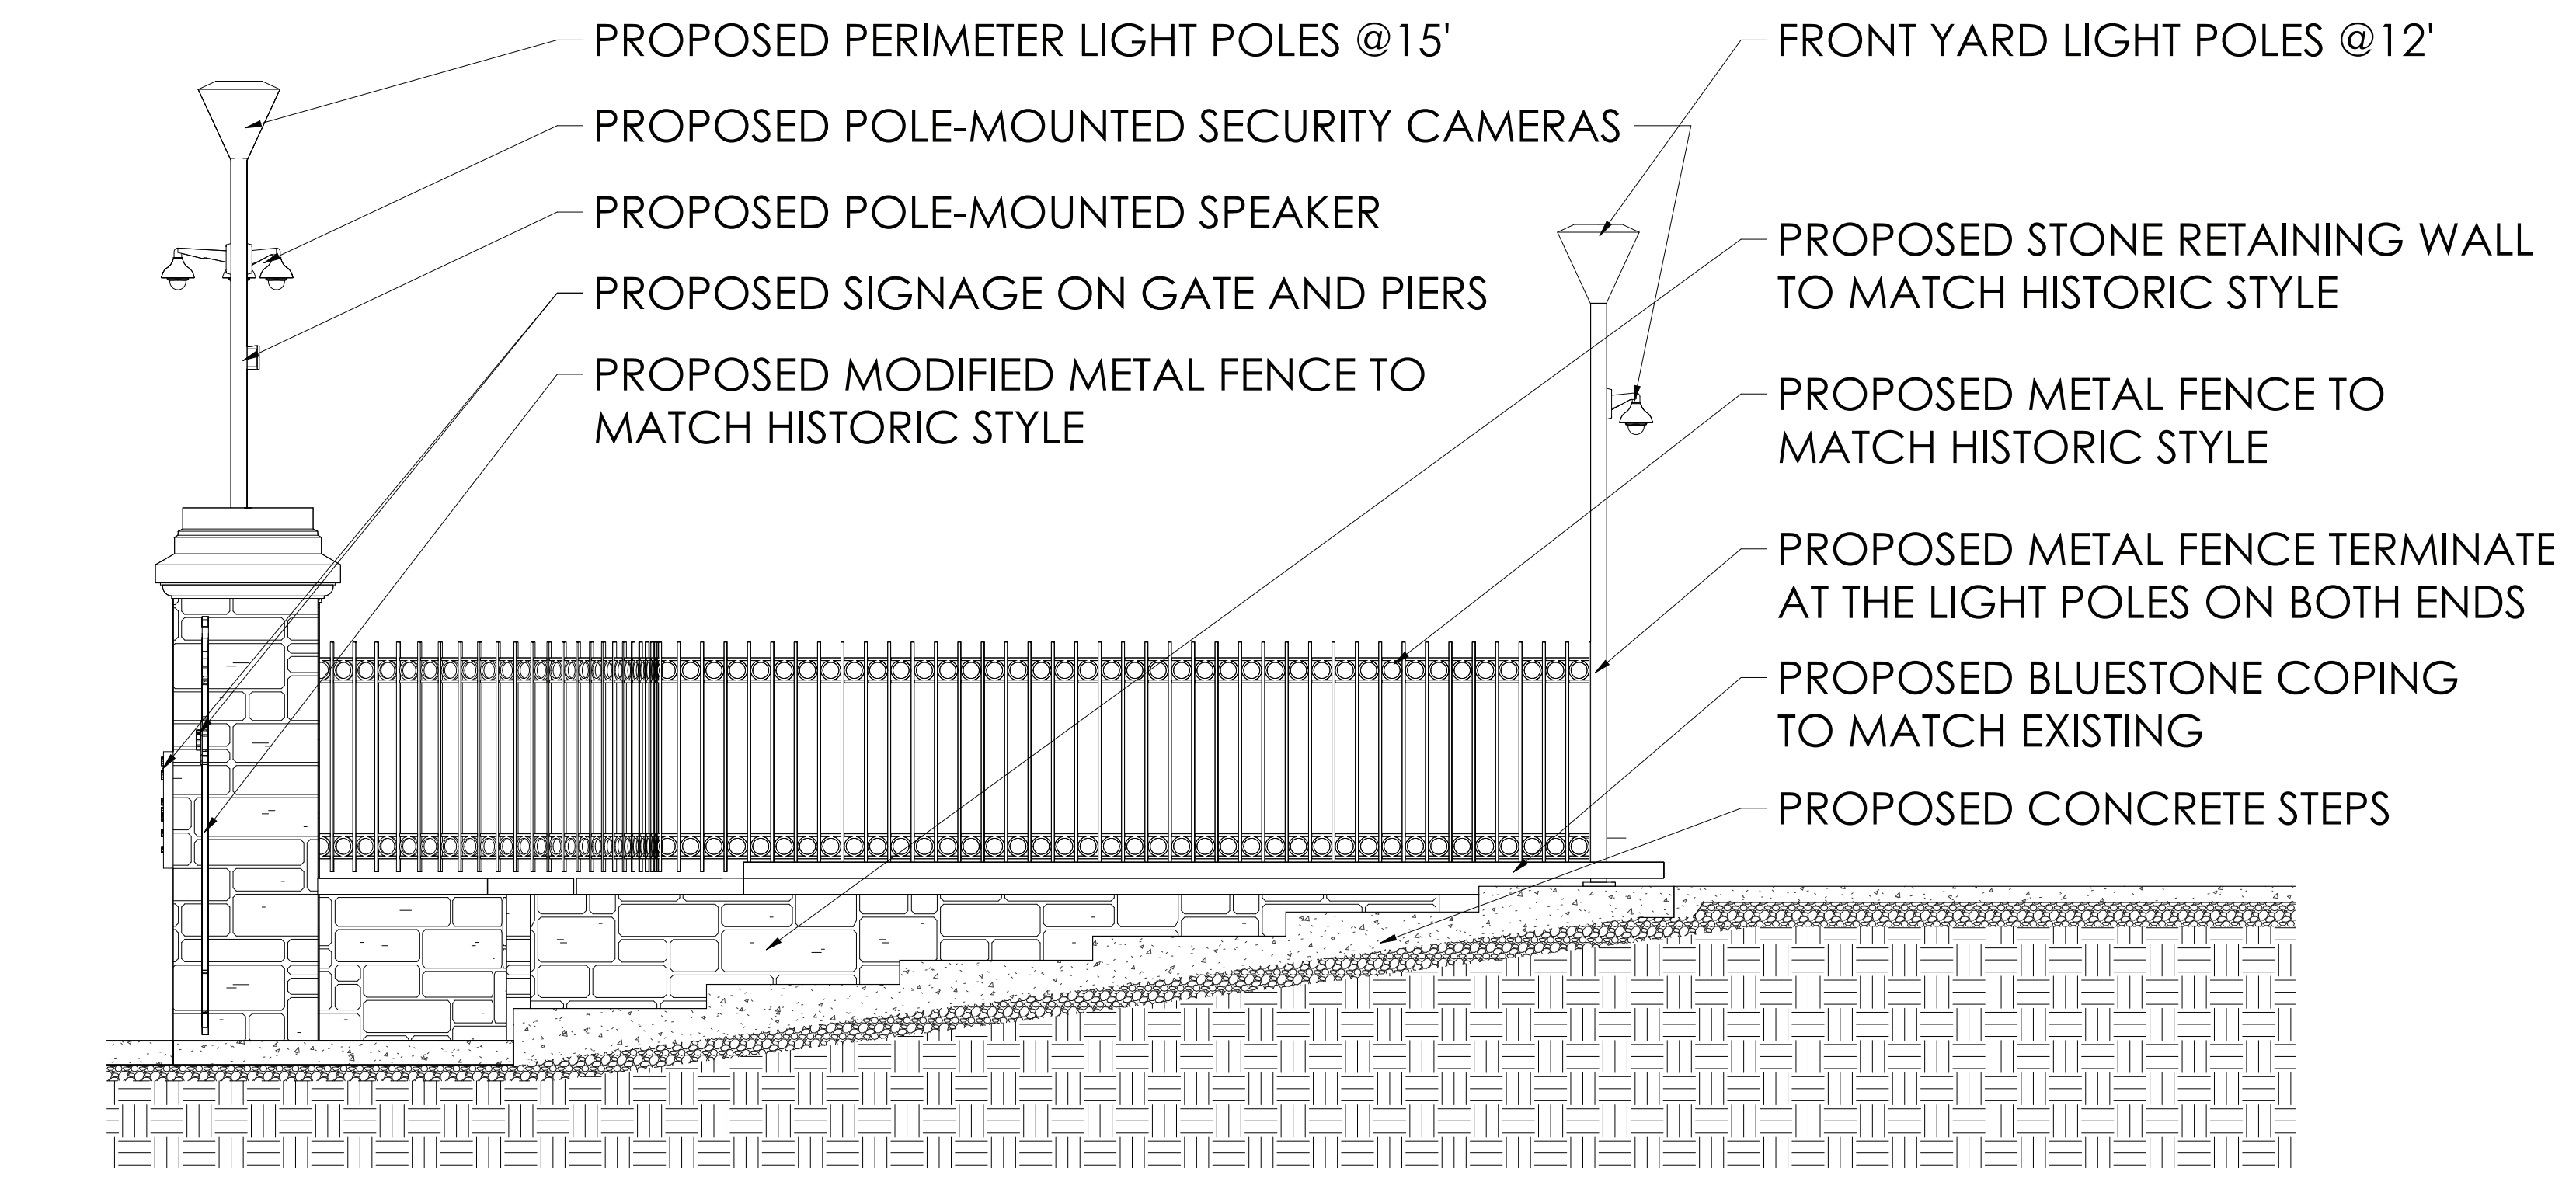 PROPOSED PERIMETER LIGHT POLES @15'
PROPOSED POLE-MOUNTED SECURITY CAMERAS
PROPOSED POLE-MOUNTED SPEAKER
PROPOSED SIGNAGE ON GATE AND PIERS
PROPOSED MODIFIED METAL FENCE TO
MATCH HISTORIC STYLE
FRONT YARD LIGHT POLES @12'
PROPOSED STONE RETAINING WALL
TO MATCH HISTORIC STYLE
PROPOSED METAL FENCE TO
MATCH HISTORIC STYLE
PROPOSED METAL FENCE TERMINATE
AT THE LIGHT POLES ON BOTH ENDS
PROPOSED BLUESTONE COPING
TO MATCH EXISTING
PROPOSED CONCRETE STEPS